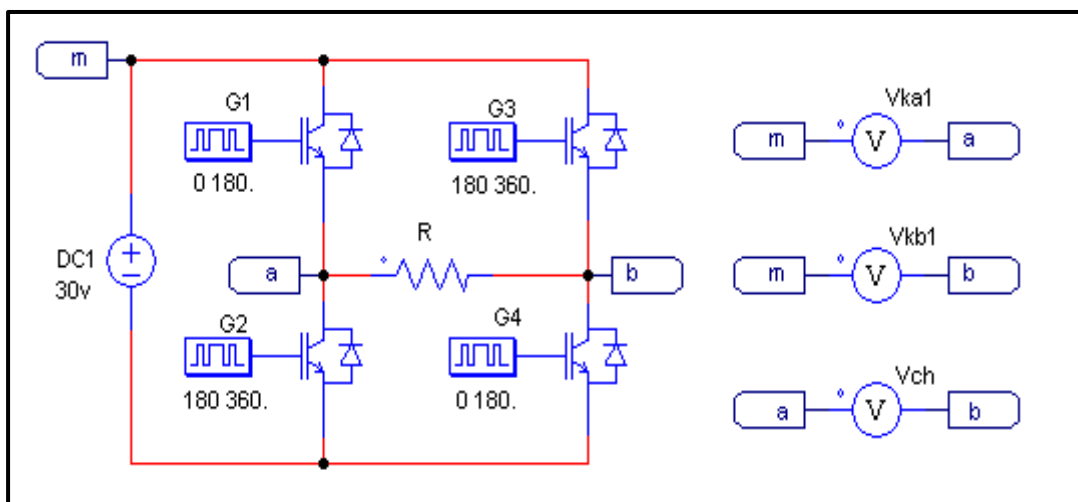 m
G1
0 180.
G3
180 360.
DC1
30v
a
R
b
G2
180 360.
G4
0 180.
Vka1
m V a
Vkb1
m V b
Vch
a V b